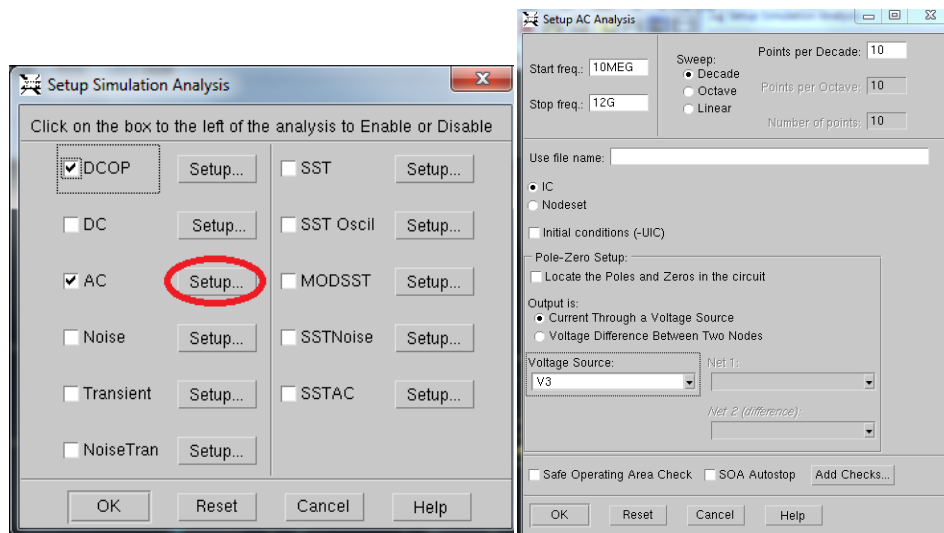 Setup Simulation Analysis
Click on the box to the left of the analysis to Enable or Disable
DCOP Setup... SST Setup...
DC Setup... SST Oscil Setup...
AC Setup... MODSST Setup...
Noise Setup... SSTNoise Setup...
Transient Setup... SSTAC Setup...
NoiseTran Setup...
OK Reset Cancel Help
Setup AC Analysis
Start freq.: 10MEG
Stop freq.: 12G
Sweep:
Decade
Octave
Linear
Points per Decade: 10
Points per Octave: 10
Number of points: 10
Use file name:
IC
Nodeset
Initial conditions (-UIC)
Pole-Zero Setup:
Locate the Poles and Zeros in the circuit
Output is:
Current Through a Voltage Source
Voltage Difference Between Two Nodes
Voltage Source: Net 1:
V3
Net 2 (difference):
Safe Operating Area Check SOA Autostop Add Checks...
OK Reset Cancel Help